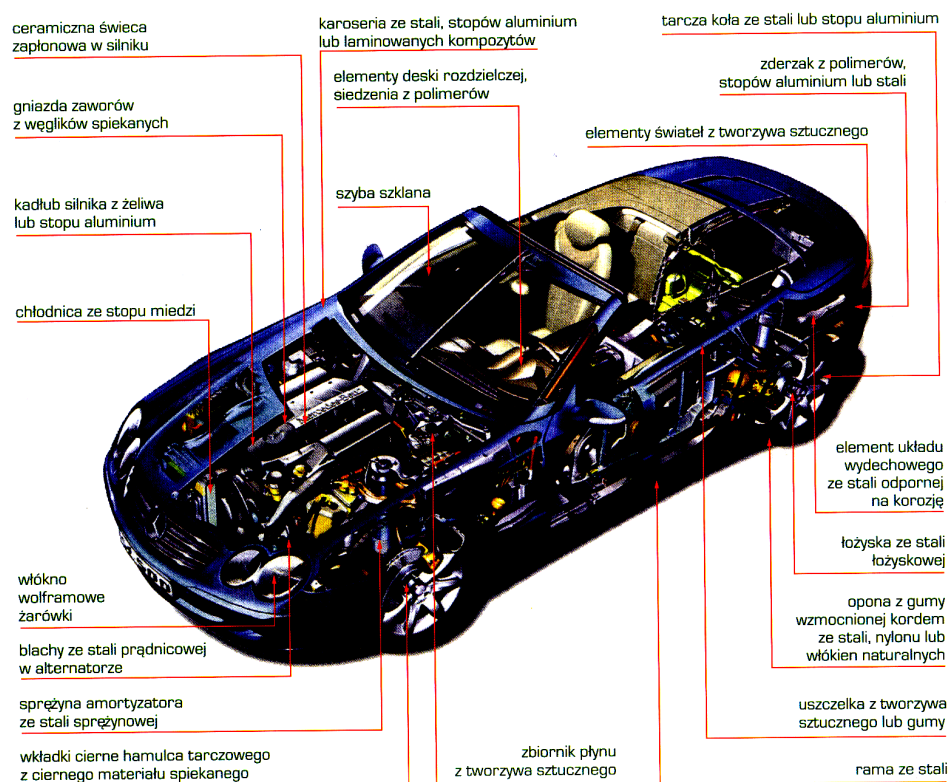 ceramiczna świeca
zapłonowa w silniku
karoseria ze stali, stopów aluminium
lub laminowanych kompozytów
tarcza koła ze stali lub stopu aluminium
elementy deski rozdzielczej,
siedzenia z polimerów
zderzak z polimerów,
stopów aluminium lub stali
gniazda zaworów
z węglików spiekanych
elementy świateł z tworzywa sztucznego
kadłub silnika z żeliwa
lub stopu aluminium
szyba szklana
chłodnica ze stopu miedzi
element układu
wydechowego
ze stali odpornej
na korozję
łożyska ze stali
łożyskowej
włókno
wolframowe
żarówki
opona z gumy
wzmocnionej kordem
ze stali, nylonu lub
włókien naturalnych
blachy ze stali prądnicowej
w alternatorze
sprężyna amortyzatora
ze stali sprężynowej
uszczelka z tworzywa
sztucznego lub gumy
wkładki cierne hamulca tarczowego
z ciernego materiału spiekanego
zbiornik płynu
z tworzywa sztucznego
rama ze stali